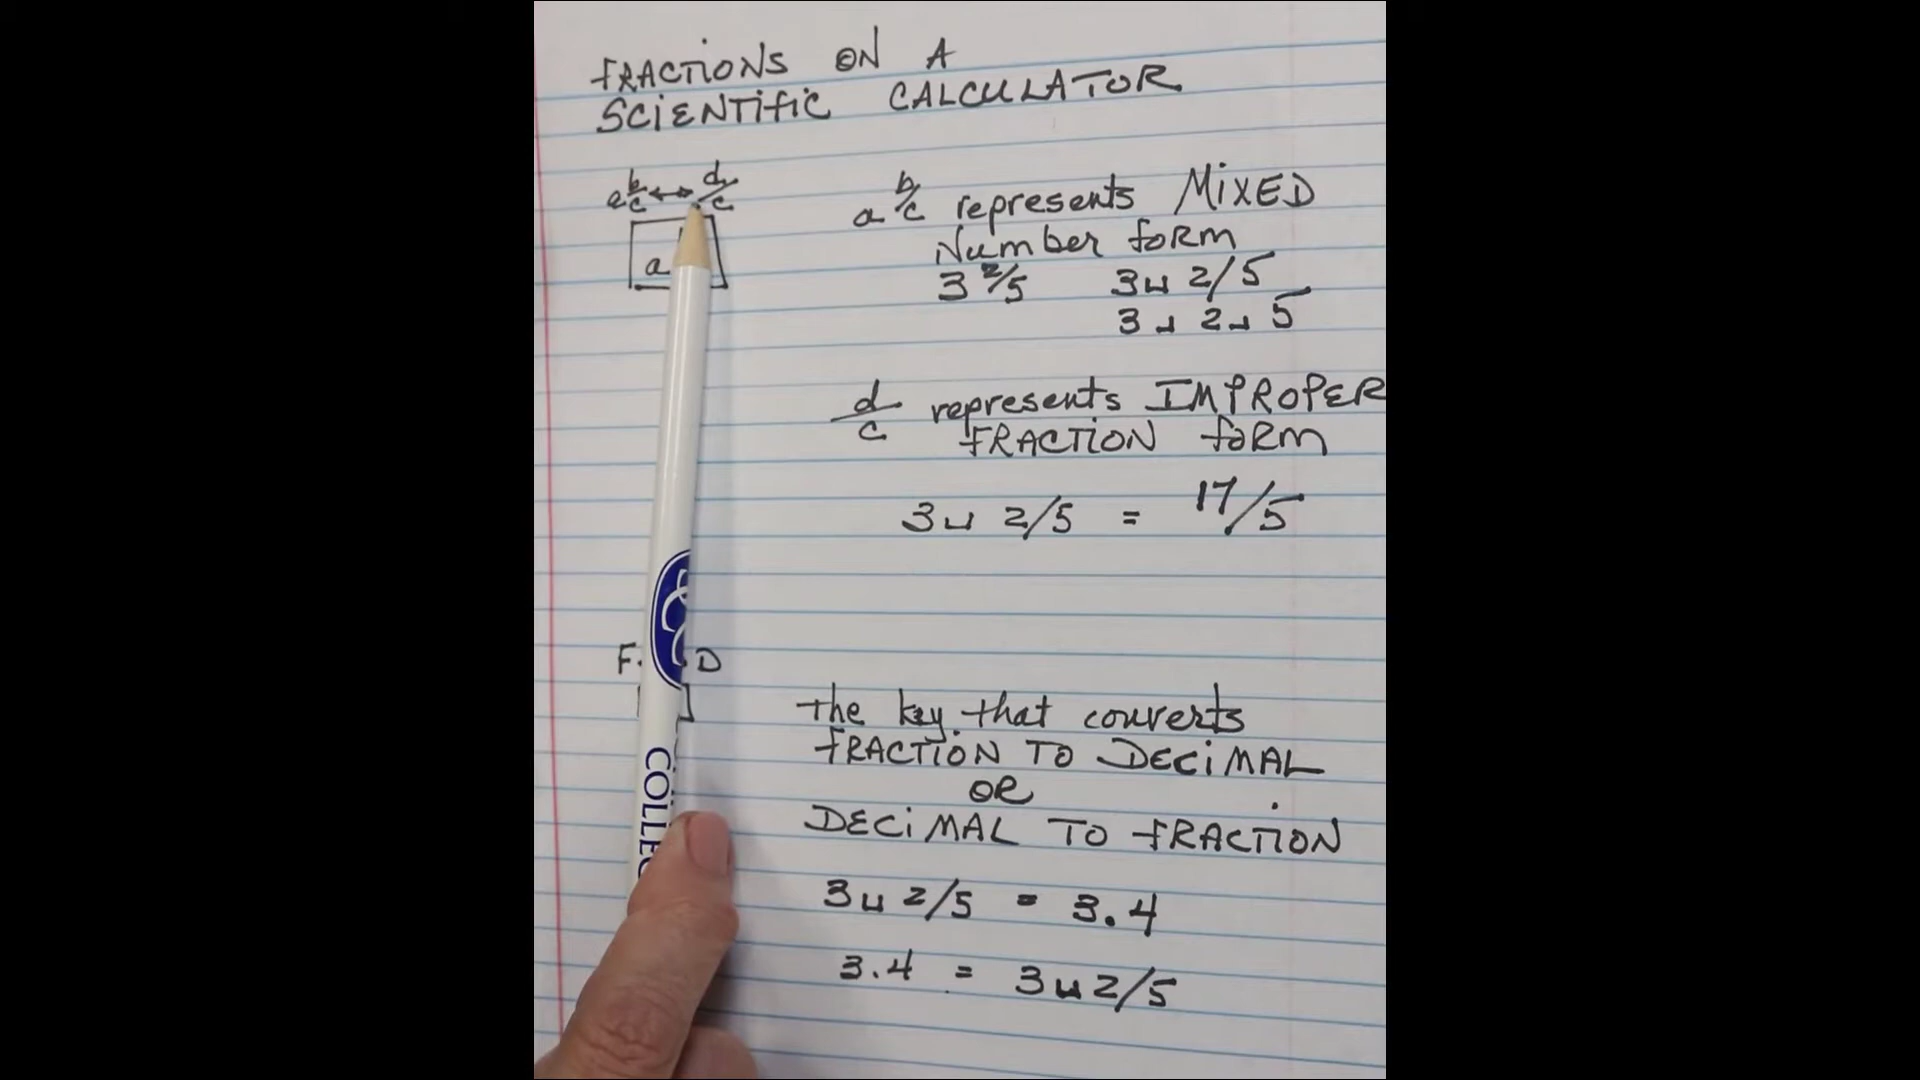 FRACTIONS ON A
SCIENTIFIC CALCULATOR
a b/c ↔ d/c
a
a b/c represents MIXED
Number form
3 2/5 3⊔2/5
3⌟2⌟5
d/c represents IMPROPER
FRACTION form
3⊔2/5 = 17/5
F D
The key that converts
FRACTION TO DECIMAL
OR
DECIMAL TO FRACTION
3⊔2/5 = 3.4
3.4 = 3⊔2/5